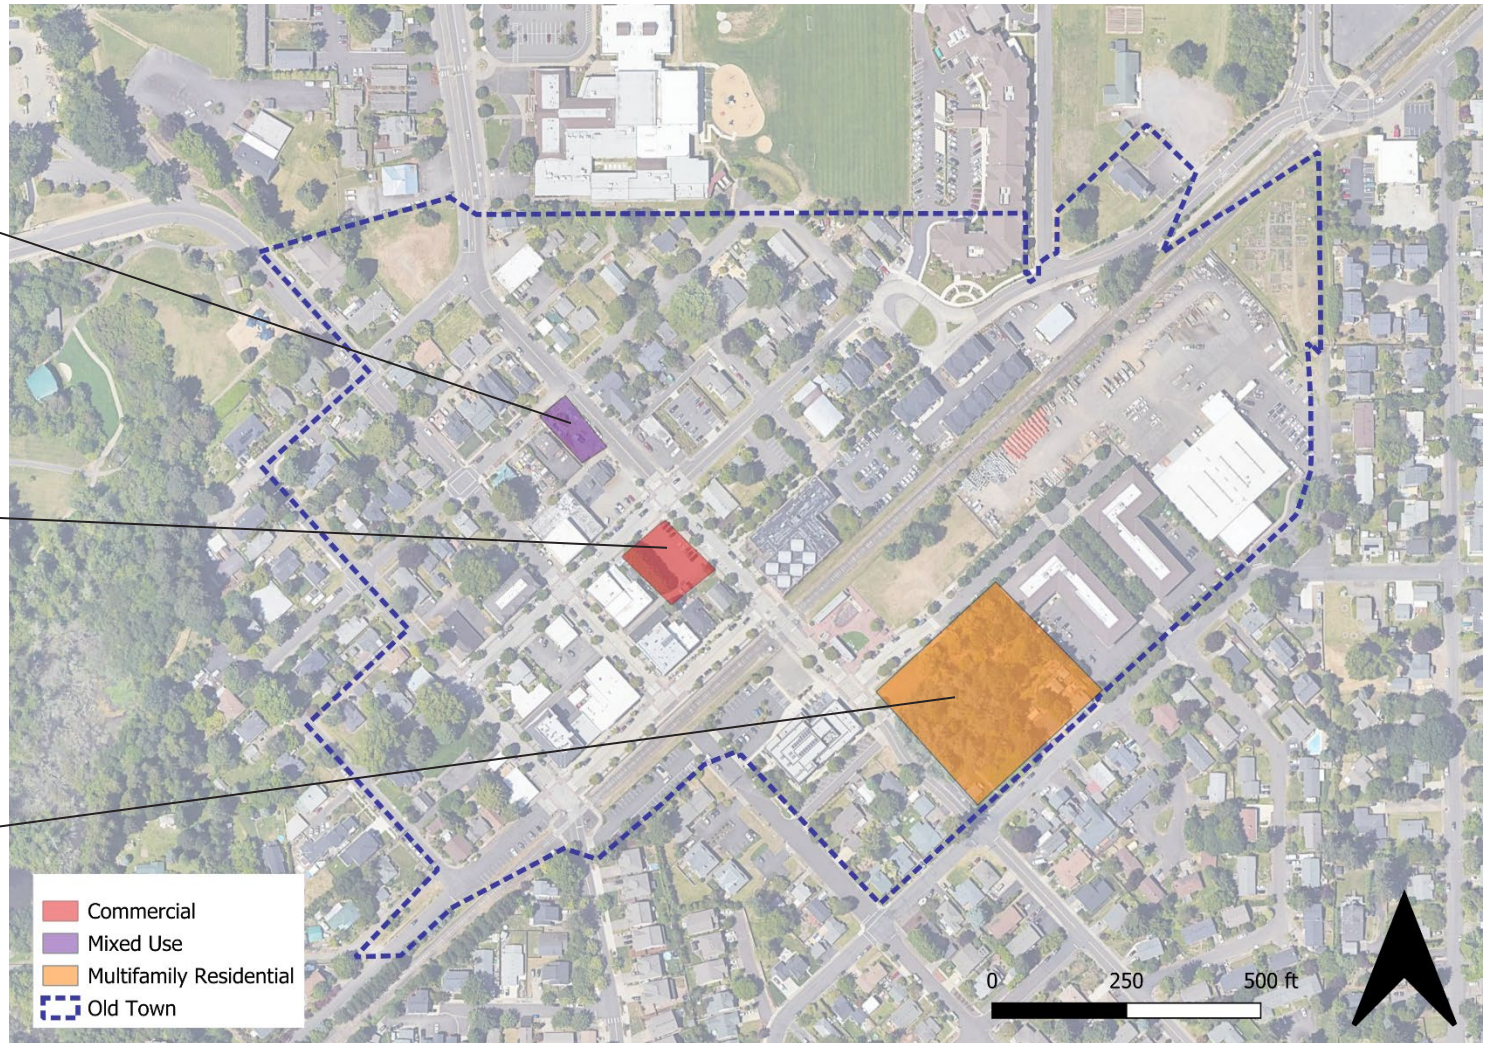 Commercial
Mixed Use
Multifamily Residential
Old Town
0 250 500 ft